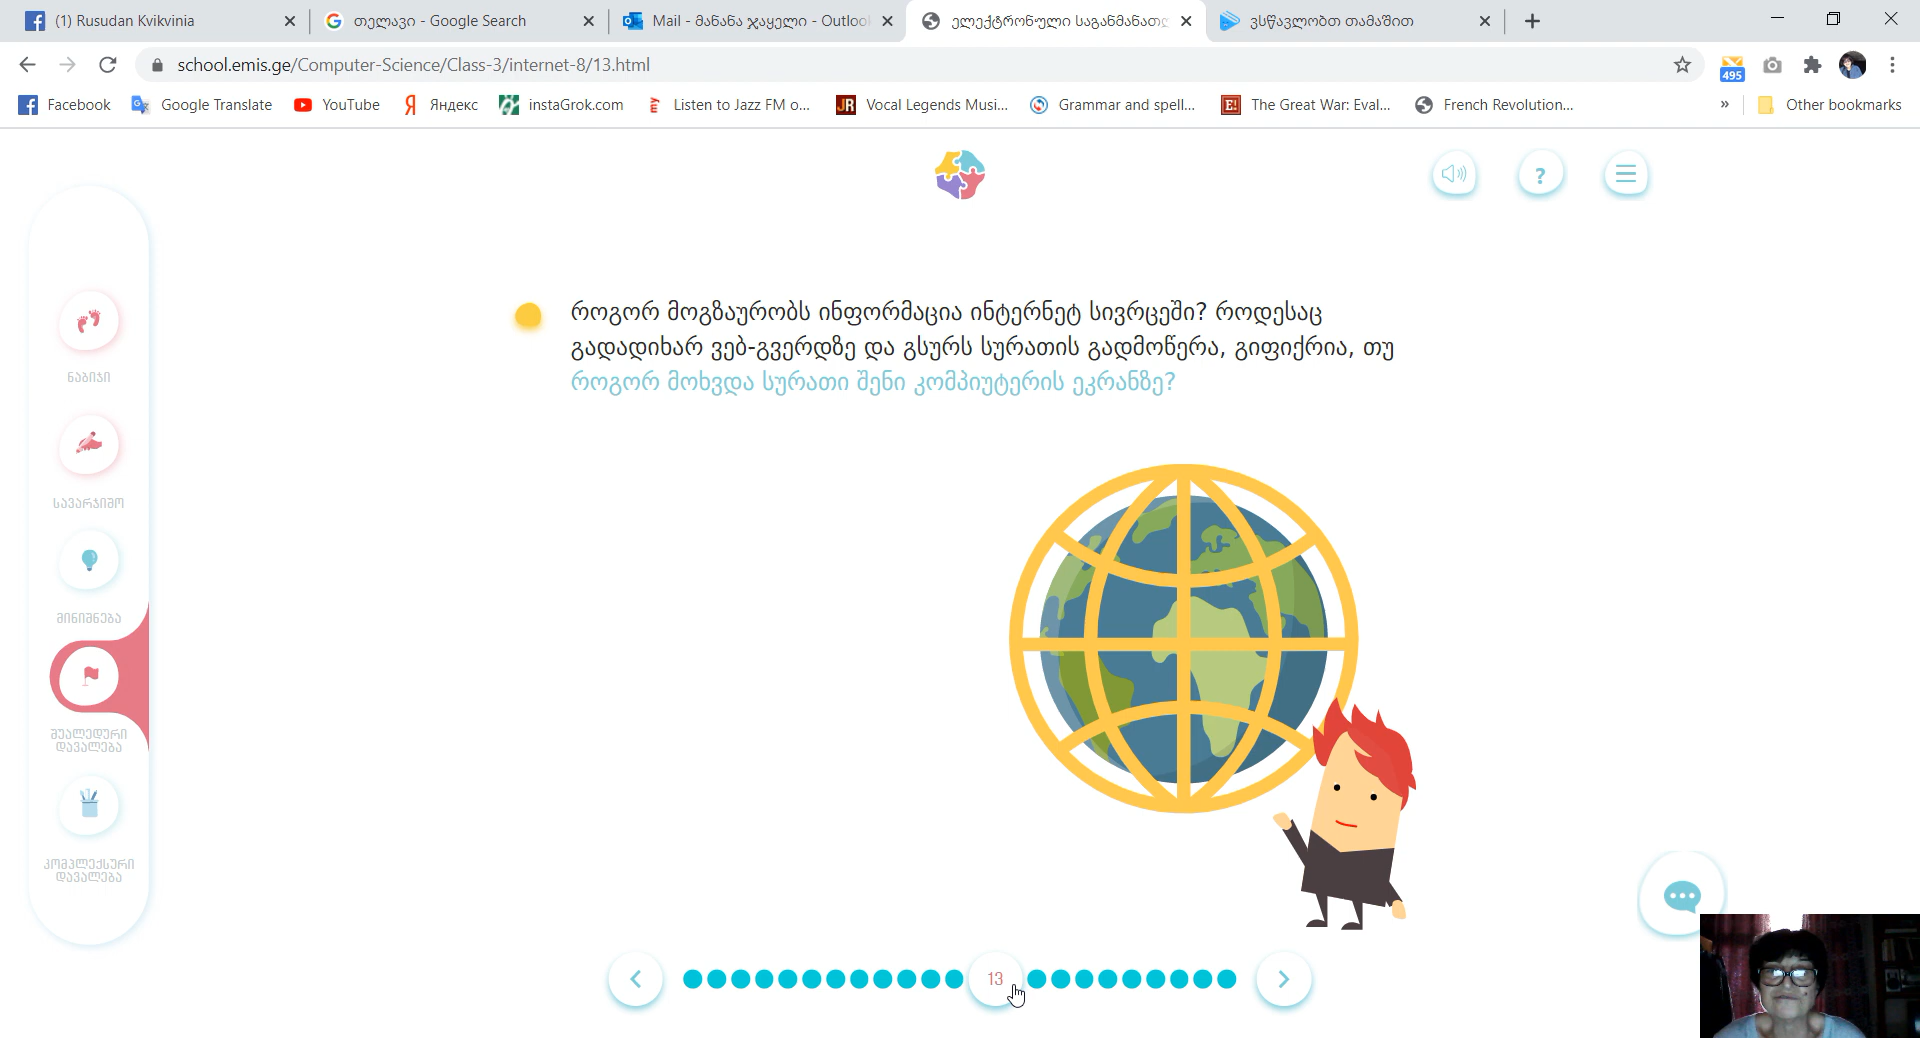 (1) Rusudan Kvikvinia
თელავი - Google Search
Mail - მანანა ჯაყელი - Outlook
ელექტრონული საგანმანათლ
ვსწავლობთ თამაშით
school.emis.ge/Computer-Science/Class-3/internet-8/13.html
495
Facebook
Google Translate
YouTube
Яндекс
instaGrok.com
Listen to Jazz FM o...
Vocal Legends Musi...
Grammar and spell...
The Great War: Eval...
French Revolution...
»
Other bookmarks
?
როგორ მოგზაურობს ინფორმაცია ინტერნეტ სივრცეში? როდესაც
გადადიხარ ვებ-გვერდზე და გსურს სურათის გადმოწერა, გიფიქრია, თუ
როგორ მოხვდა სურათი შენი კომპიუტერის ეკრანზე?
ნაბიჯი
სავარჯიშო
მინიშნება
შუალედური
დავალება
კომპლექსური
დავალება
13